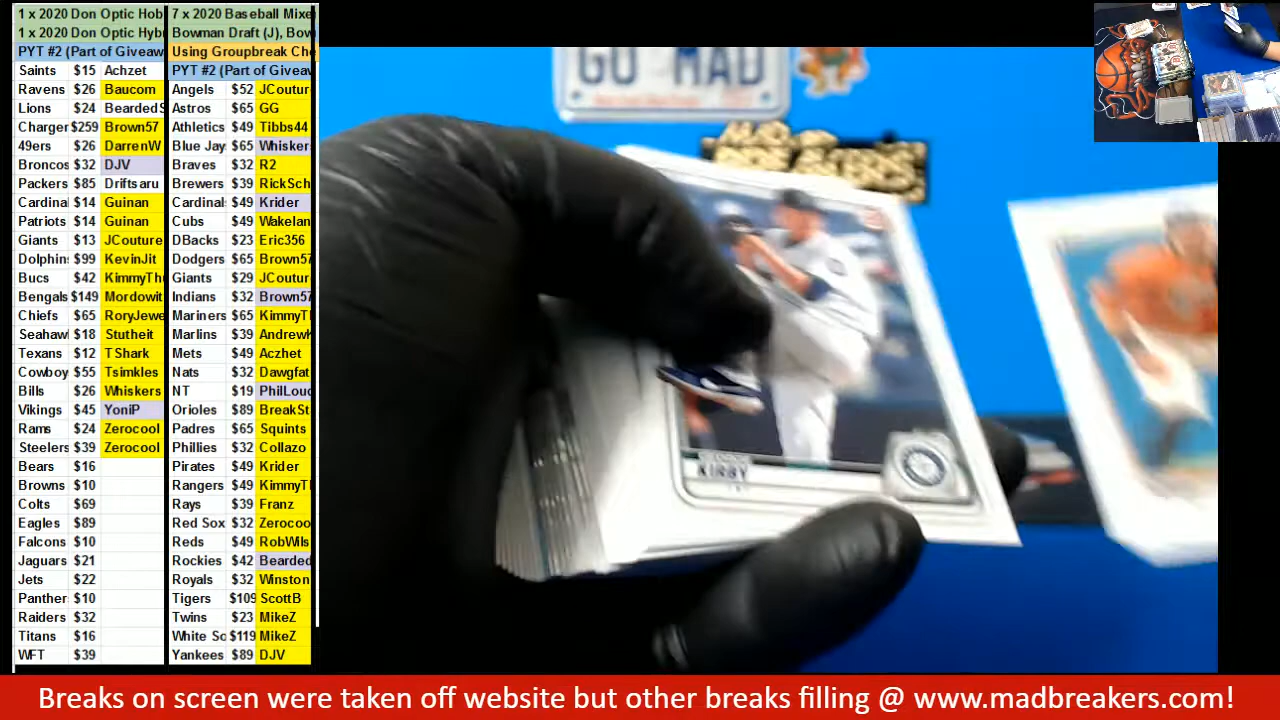 1 x 2020 Don Optic Hob
1 x 2020 Don Optic Hybr
PYT #2 (Part of Giveaw
Saints $15 Achzet
Ravens $26 Baucom
Lions $24 BeardedS
Charger $259 Brown57
49ers $26 DarrenW
Broncos $32 DJV
Packers $85 Driftsaru
Cardinal $14 Guinan
Patriots $14 Guinan
Giants $13 JCouture
Dolphin $99 KevinJit
Bucs $42 KimmyThu
Bengals $149 Mordowit
Chiefs $65 RoryJewe
Seahaw $18 Stutheit
Texans $12 TShark
Cowboy $55 Tsimkles
Bills $26 Whiskers
Vikings $45 YoniP
Rams $24 Zerocool
Steelers $39 Zerocool
Bears $16
Browns $10
Colts $69
Eagles $89
Falcons $10
Jaguars $21
Jets $22
Panther $10
Raiders $32
Titans $16
WFT $39
7 x 2020 Baseball Mixe
Bowman Draft (J), Bow
Using Groupbreak Che
PYT #2 (Part of Giveaw
Angels $52 JCoutur
Astros $65 GG
Athletics $49 Tibbs44
Blue Jay $65 Whisker
Braves $32 R2
Brewers $39 RickSch
Cardinal $49 Krider
Cubs $49 Wakelan
DBacks $23 Eric356
Dodgers $65 Brown57
Giants $29 JCoutur
Indians $32 Brown57
Mariners $65 KimmyT
Marlins $39 AndrewK
Mets $49 Aczhet
Nats $32 Dawgfat
NT $19 PhilLoud
Orioles $89 BreakSt
Padres $65 Squints
Phillies $32 Collazo
Pirates $49 Krider
Rangers $49 KimmyT
Rays $39 Franz
Red Sox $32 Zerocoo
Reds $49 RobWils
Rockies $42 Bearded
Royals $32 Winston
Tigers $109 ScottB
Twins $23 MikeZ
White So $119 MikeZ
Yankees $89 DJV
GO MAD
KIRBY
Breaks on screen were taken off website but other breaks filling @ www.madbreakers.com!